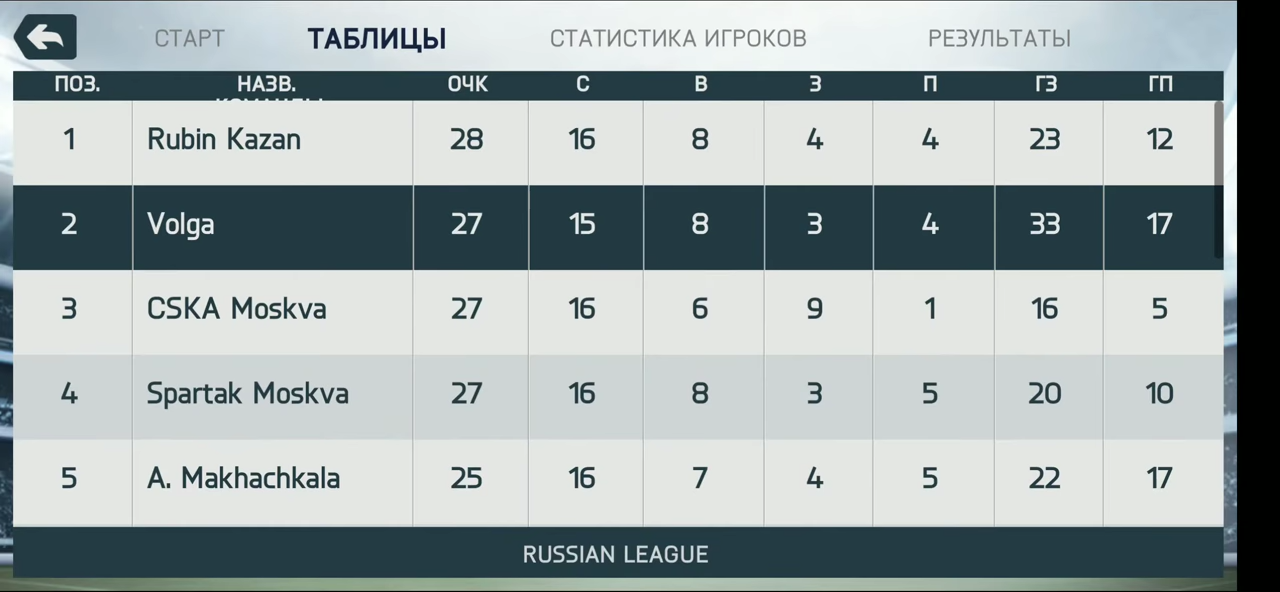 СТАРТ ТАБЛИЦЫ СТАТИСТИКА ИГРОКОВ РЕЗУЛЬТАТЫ
ПОЗ. НАЗВ. ОЧК С В З П ГЗ ГП
1 Rubin Kazan 28 16 8 4 4 23 12
2 Volga 27 15 8 3 4 33 17
3 CSKA Moskva 27 16 6 9 1 16 5
4 Spartak Moskva 27 16 8 3 5 20 10
5 A. Makhachkala 25 16 7 4 5 22 17
RUSSIAN LEAGUE